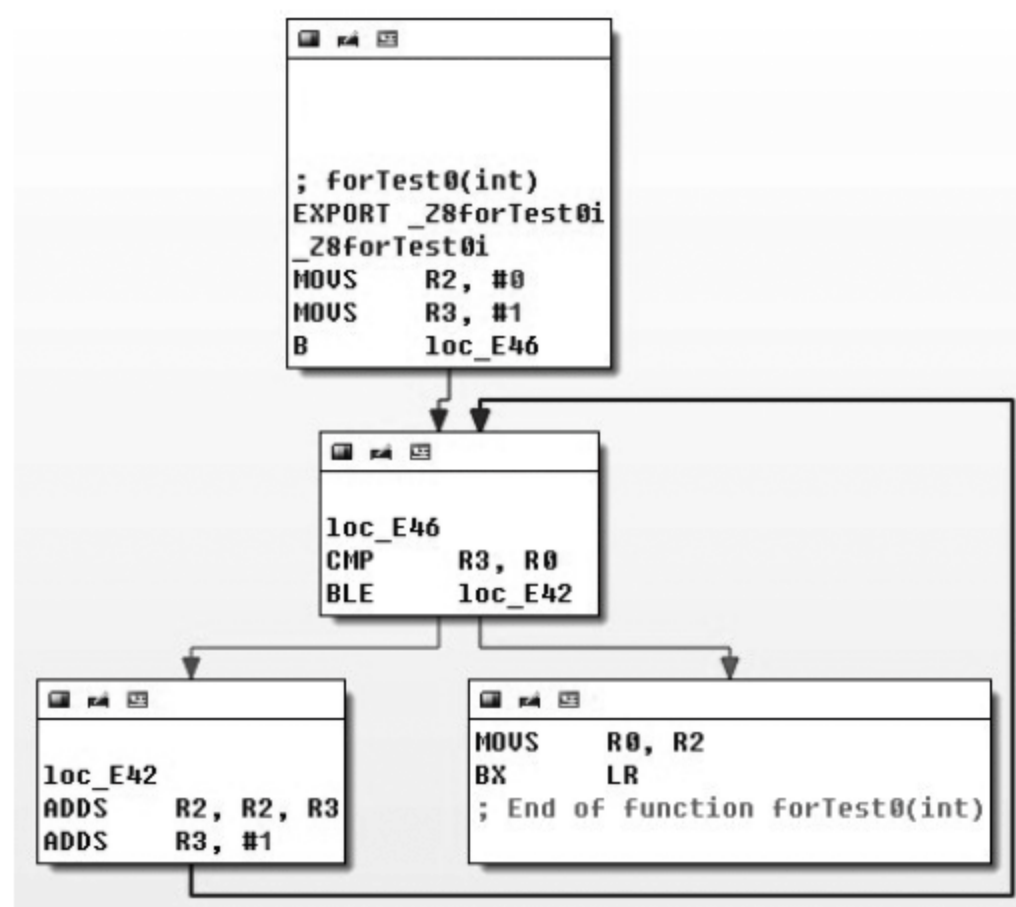 ; forTest0(int)
EXPORT _Z8forTest0i
_Z8forTest0i
MOVS R2, #0
MOVS R3, #1
B loc_E46
loc_E46
CMP R3, R0
BLE loc_E42
loc_E42
ADDS R2, R2, R3
ADDS R3, #1
MOVS R0, R2
BX LR
; End of function forTest0(int)